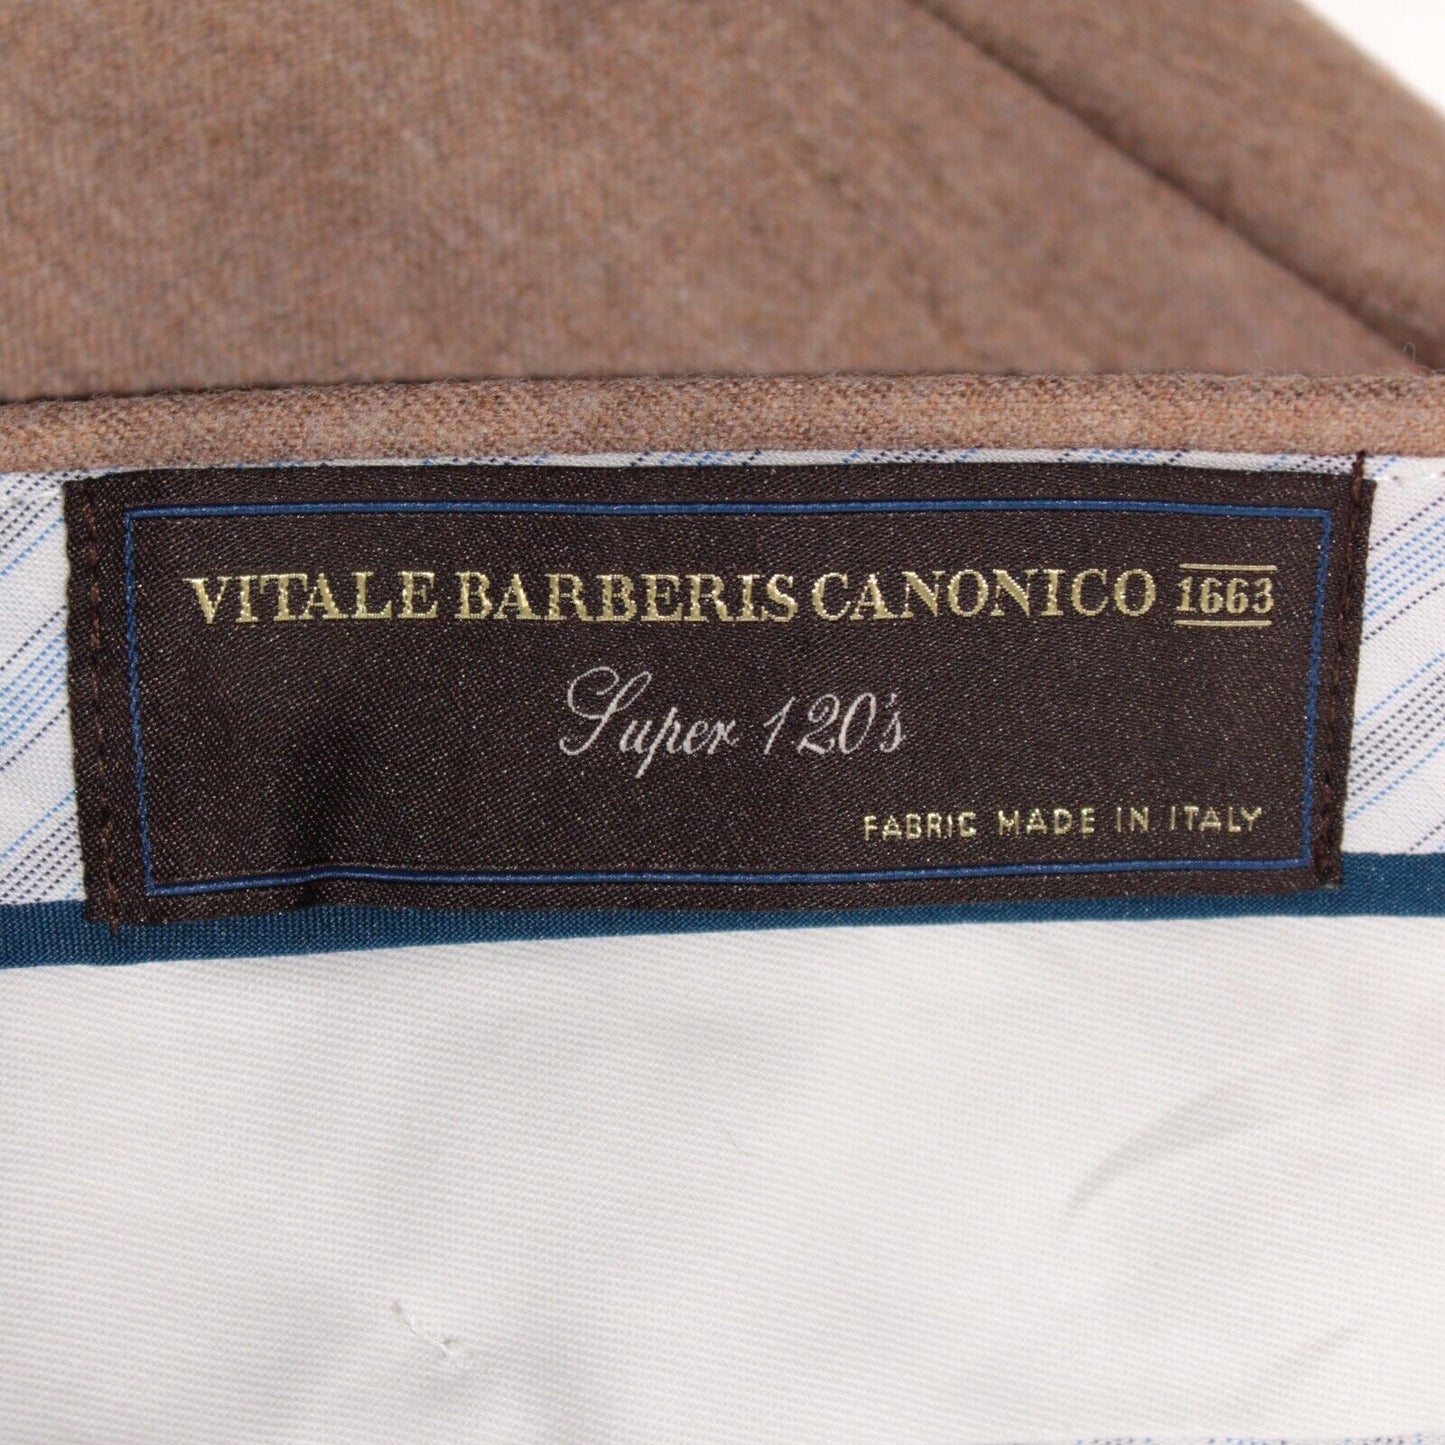 VITALE BARBERIS CANONICO 1663
Super 120's
FABRIC MADE IN ITALY